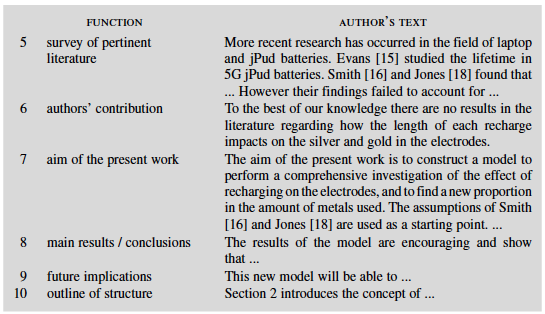 FUNCTION AUTHOR'S TEXT
5 survey of pertinent More recent research has occurred in the field of laptop
literature and jPud batteries. Evans [15] studied the lifetime in
5G jPud batteries. Smith [16] and Jones [18] found that
... However their findings failed to account for ...
6 authors' contribution To the best of our knowledge there are no results in the
literature regarding how the length of each recharge
impacts on the silver and gold in the electrodes.
7 aim of the present work The aim of the present work is to construct a model to
perform a comprehensive investigation of the effect of
recharging on the electrodes, and to find a new proportion
in the amount of metals used. The assumptions of Smith
[16] and Jones [18] are used as a starting point. ...
8 main results / conclusions The results of the model are encouraging and show
that ...
9 future implications This new model will be able to ...
10 outline of structure Section 2 introduces the concept of ...